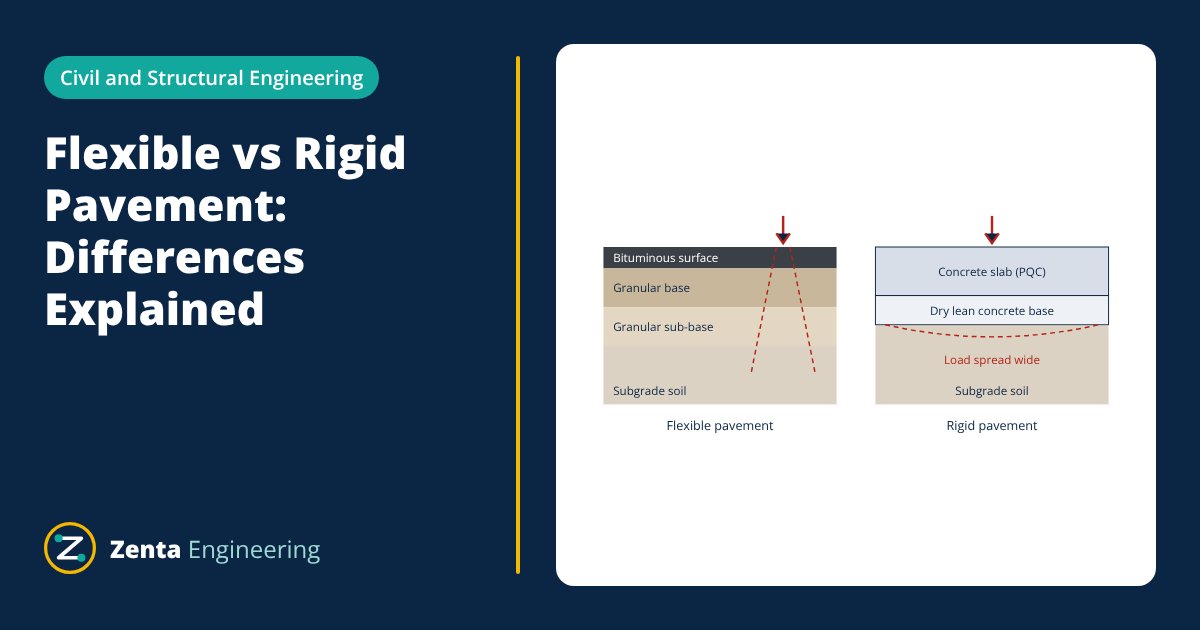 Civil and Structural Engineering
Flexible vs Rigid
Pavement:
Differences
Explained
Zenta Engineering
Bituminous surface
Granular base
Granular sub-base
Subgrade soil
Flexible pavement
Concrete slab (PQC)
Dry lean concrete base
Load spread wide
Subgrade soil
Rigid pavement